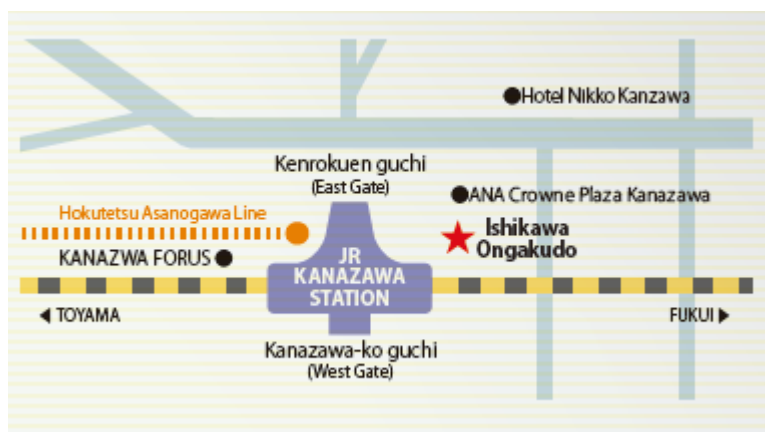 Hotel Nikko Kanzawa
Kenrokuen guchi
(East Gate)
ANA Crowne Plaza Kanazawa
Hokutetsu Asanogawa Line
Ishikawa
Ongakudo
KANAZWA FORUS
JR
KANAZAWA
STATION
TOYAMA
FUKUI
Kanazawa-ko guchi
(West Gate)